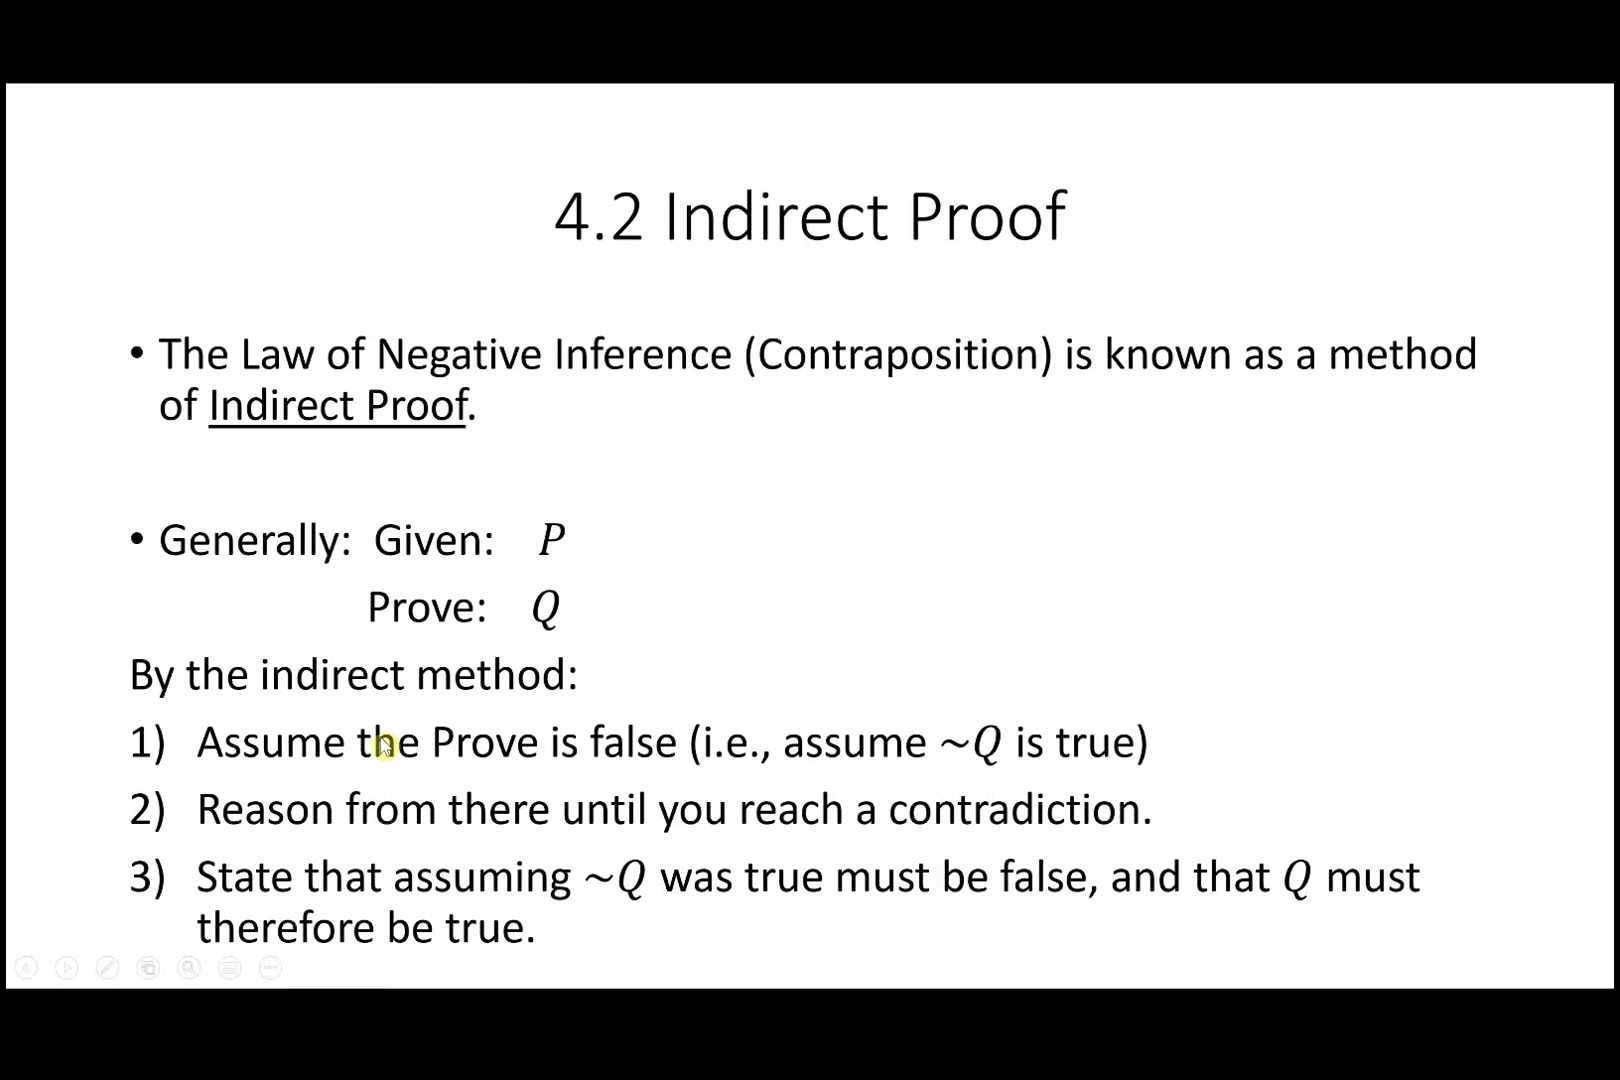 4.2 Indirect Proof
• The Law of Negative Inference (Contraposition) is known as a method
of Indirect Proof.
• Generally: Given: P
Prove: Q
By the indirect method:
1) Assume the Prove is false (i.e., assume ~Q is true)
2) Reason from there until you reach a contradiction.
3) State that assuming ~Q was true must be false, and that Q must
therefore be true.